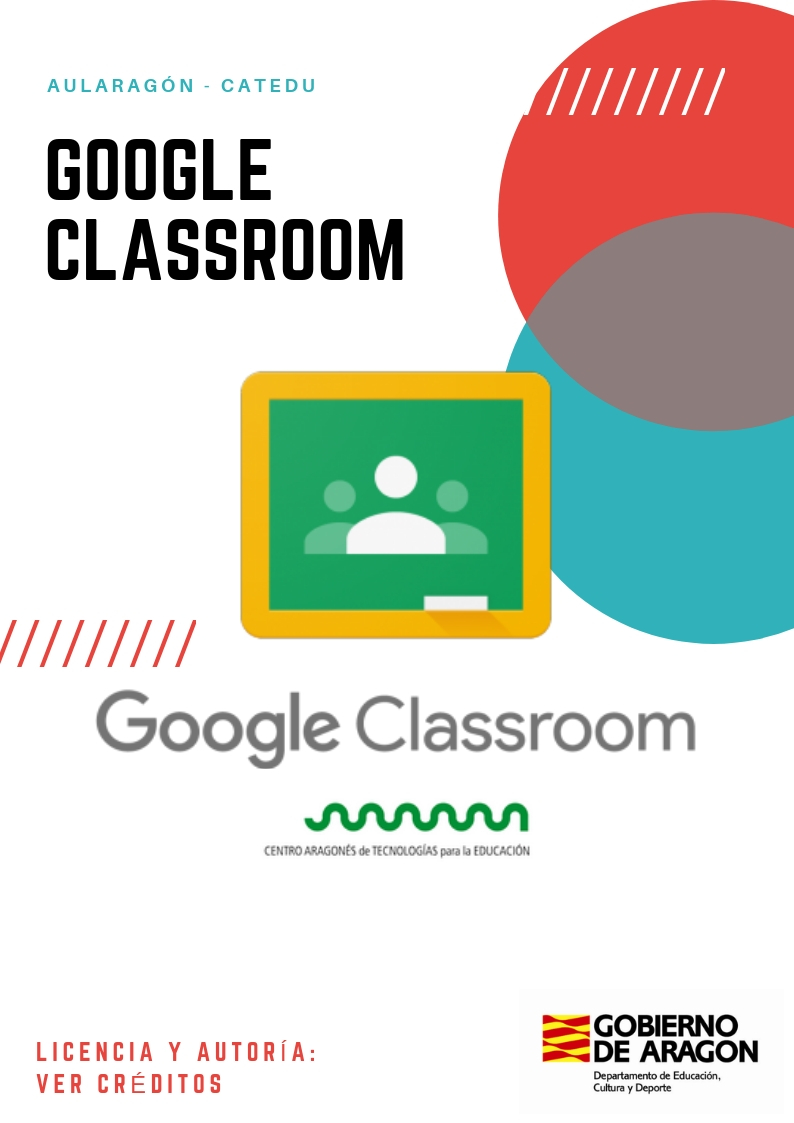 AULARAGÓN - CATEDU
GOOGLE
CLASSROOM
Google Classroom
CENTRO ARAGONÉS de TECNOLOGÍAS para la EDUCACIÓN
LICENCIA Y AUTORÍA:
VER CRÉDITOS
GOBIERNO
DE ARAGON
Departamento de Educación,
Cultura y Deporte